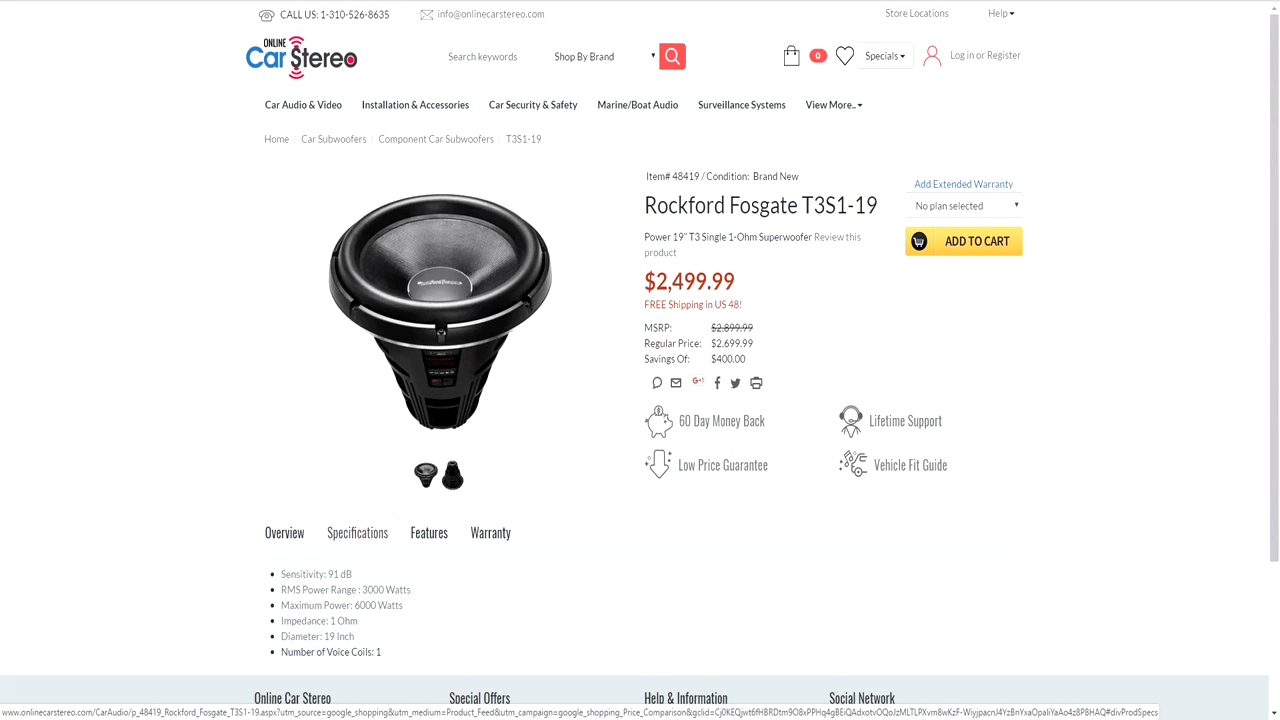 CALL US: 1-310-526-8635
info@onlinecarstereo.com
Store Locations
Help
ONLINE
Car Stereo
Search keywords
Shop By Brand
0
Specials
Log in or Register
Car Audio & Video
Installation & Accessories
Car Security & Safety
Marine/Boat Audio
Surveillance Systems
View More..
Home / Car Subwoofers / Component Car Subwoofers / T3S1-19
Item# 48419 / Condition: Brand New
Rockford Fosgate T3S1-19
Power 19" T3 Single 1-Ohm Superwoofer Review this
product
$2,499.99
FREE Shipping in US 48!
MSRP: $2,899.99
Regular Price: $2,699.99
Savings Of: $400.00
G+1
60 Day Money Back
Lifetime Support
Low Price Guarantee
Vehicle Fit Guide
Add Extended Warranty
No plan selected
ADD TO CART
Overview
Specifications
Features
Warranty
Sensitivity: 91 dB
RMS Power Range : 3000 Watts
Maximum Power: 6000 Watts
Impedance: 1 Ohm
Diameter: 19 Inch
Number of Voice Coils: 1
Online Car Stereo
Special Offers
Help & Information
Social Network